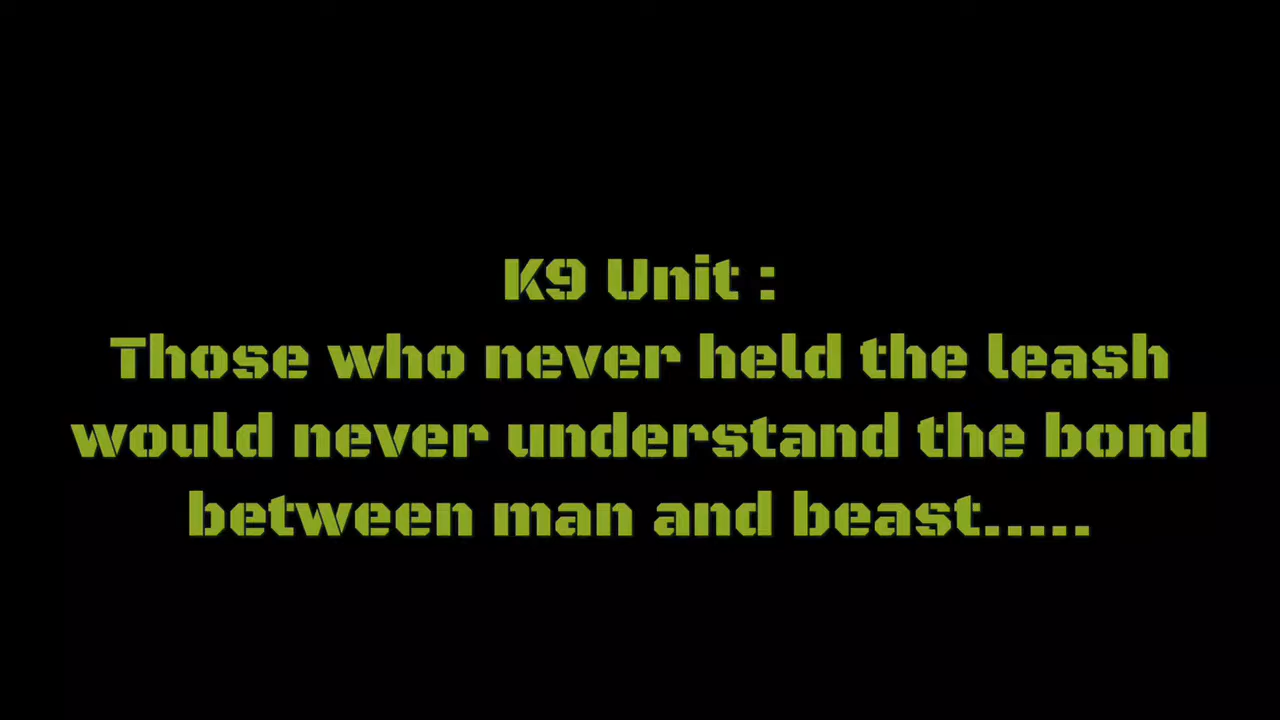 K9 Unit :
Those who never held the leash
would never understand the bond
between man and beast.....